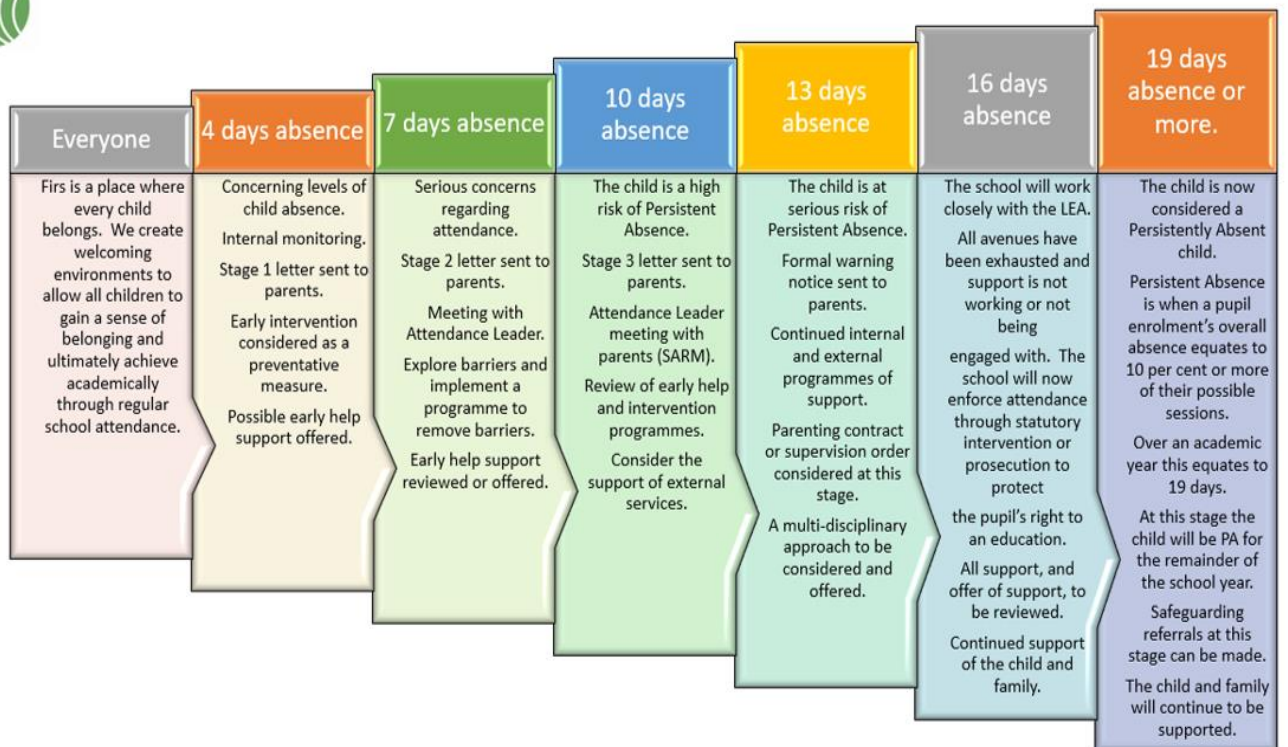 Everyone
Firs is a place where
every child
belongs. We create
welcoming
environments to
allow all children to
gain a sense of
belonging and
ultimately achieve
academically
through regular
school attendance.
4 days absence
Concerning levels of
child absence.
Internal monitoring.
Stage 1 letter sent to
parents.
Early intervention
considered as a
preventative
measure.
Possible early help
support offered.
7 days absence
Serious concerns
regarding
attendance.
Stage 2 letter sent to
parents.
Meeting with
Attendance Leader.
Explore barriers and
implement a
programme to
remove barriers.
Early help support
reviewed or offered.
10 days
absence
The child is a high
risk of Persistent
Absence.
Stage 3 letter sent to
parents.
Attendance Leader
meeting with
parents (SARM).
Review of early help
and intervention
programmes.
Consider the
support of external
services.
13 days
absence
The child is at
serious risk of
Persistent Absence.
Formal warning
notice sent to
parents.
Continued internal
and external
programmes of
support.
Parenting contract
or supervision order
considered at this
stage.
A multi-disciplinary
approach to be
considered and
offered.
16 days
absence
The school will work
closely with the LEA.
All avenues have
been exhausted and
support is not
working or not
being
engaged with. The
school will now
enforce attendance
through statutory
intervention or
prosecution to
protect
the pupil’s right to
an education.
All support, and
offer of support, to
be reviewed.
Continued support
of the child and
family.
19 days
absence or
more.
The child is now
considered a
Persistently Absent
child.
Persistent Absence
is when a pupil
enrolment’s overall
absence equates to
10 per cent or more
of their possible
sessions.
Over an academic
year this equates to
19 days.
At this stage the
child will be PA for
the remainder of
the school year.
Safeguarding
referrals at this
stage can be made.
The child and family
will continue to be
supported.